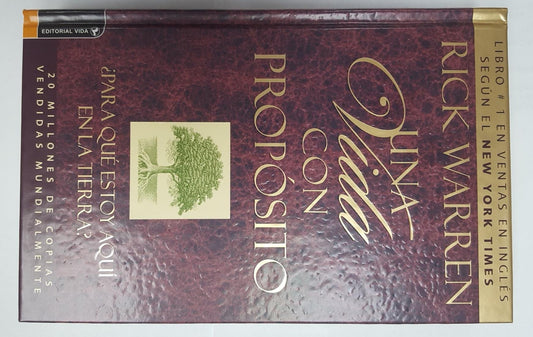 LIBRO # 1 EN VENTAS EN INGLÉS
SEGÚN EL NEW YORK TIMES
RICK WARREN
UNA
Vida
CON
PROPÓSITO
¿PARA QUÉ ESTOY AQUÍ
EN LA TIERRA?
20 MILLONES DE COPIAS
VENDIDAS MUNDIALMENTE
EDITORIAL VIDA